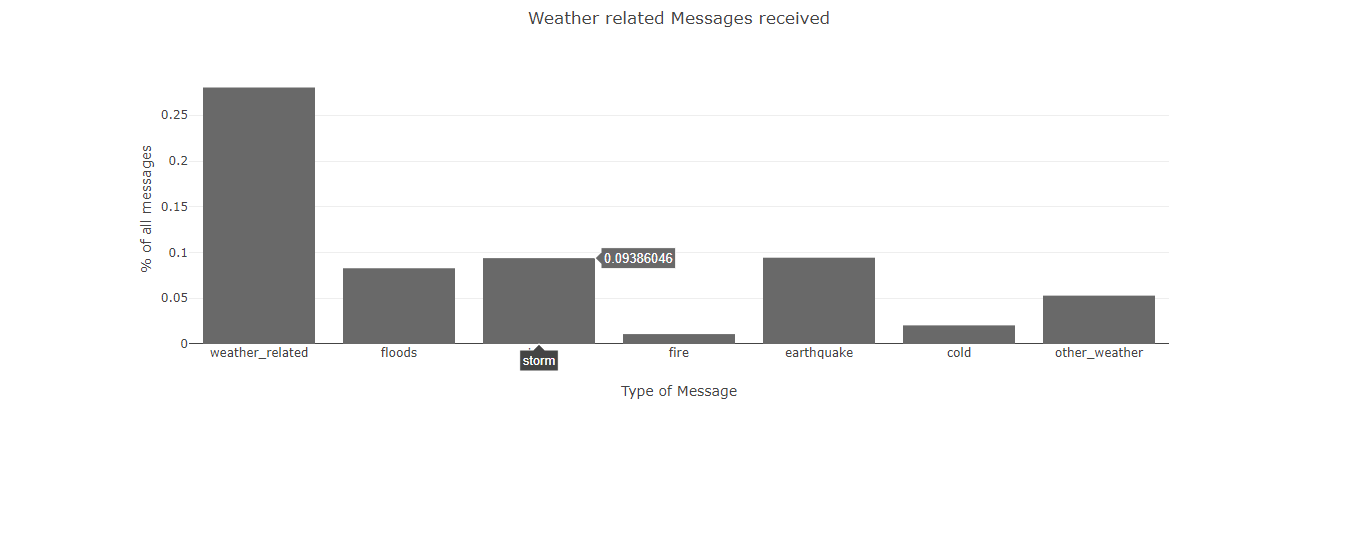 Weather related Messages received
% of all messages
0.25
0.2
0.15
0.1
0.05
0
0.09386046
weather_related floods storm fire earthquake cold other_weather
Type of Message